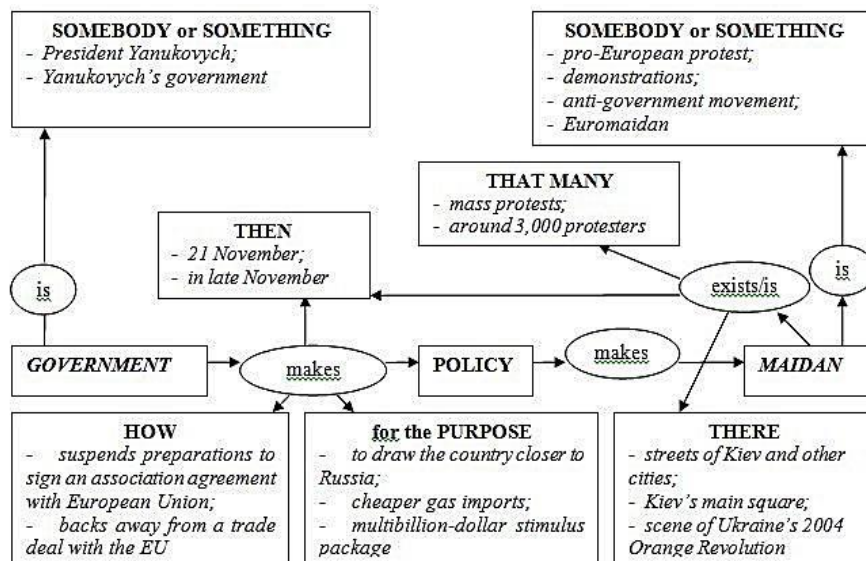 SOMEBODY or SOMETHING
- President Yanukovych;
- Yanukovych's government
SOMEBODY or SOMETHING
- pro-European protest;
- demonstrations;
- anti-government movement;
- Euromaidan
THAT MANY
- mass protests;
- around 3,000 protesters
THEN
- 21 November;
- in late November
is
exists/is
is
GOVERNMENT
makes
POLICY
makes
MAIDAN
HOW
- suspends preparations to
sign an association agreement
with European Union;
- backs away from a trade
deal with the EU
for the PURPOSE
- to draw the country closer to
Russia;
- cheaper gas imports;
- multibillion-dollar stimulus
package
THERE
- streets of Kiev and other
cities;
- Kiev's main square;
- scene of Ukraine's 2004
Orange Revolution